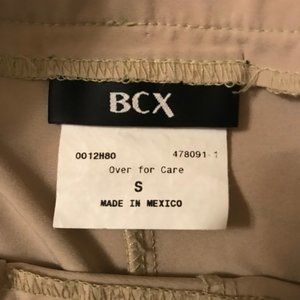 BCX
0012H80 478091 1
Over for Care
S
MADE IN MEXICO